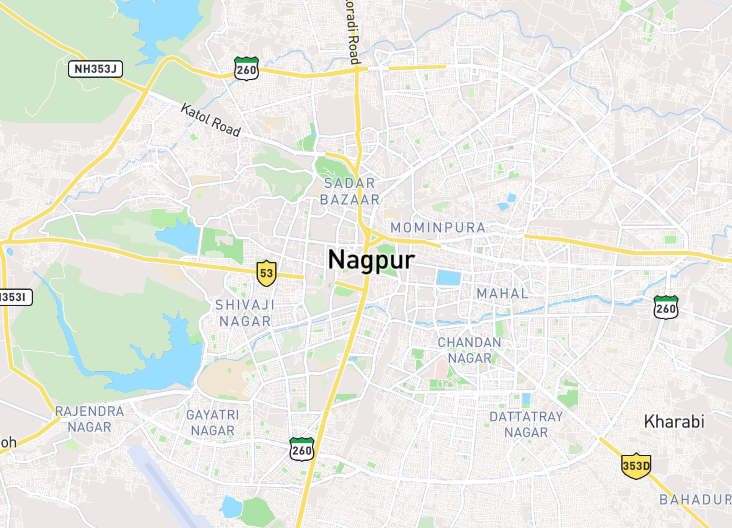 Koradi Road
NH353J
260
Katol Road
SADAR
BAZAAR
MOMINPURA
Nagpur
53
353I
SHIVAJI
NAGAR
MAHAL
260
CHANDAN
NAGAR
RAJENDRA
NAGAR
GAYATRI
NAGAR
DATTATRAY
NAGAR
Kharabi
oh
260
353D
BAHADUR